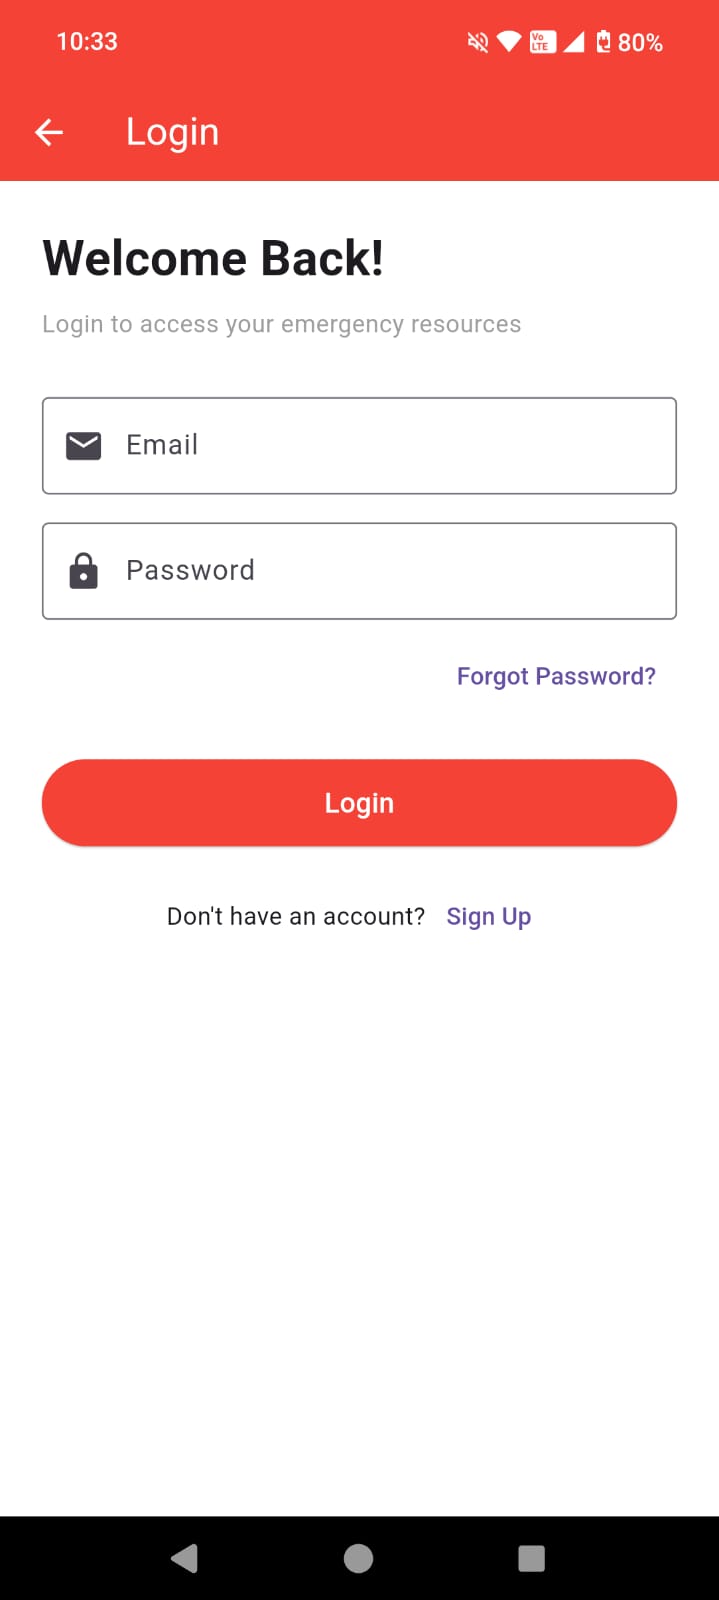 10:33 Vo LTE 80%
Login
Welcome Back!
Login to access your emergency resources
Email
Password
Forgot Password?
Login
Don't have an account? Sign Up